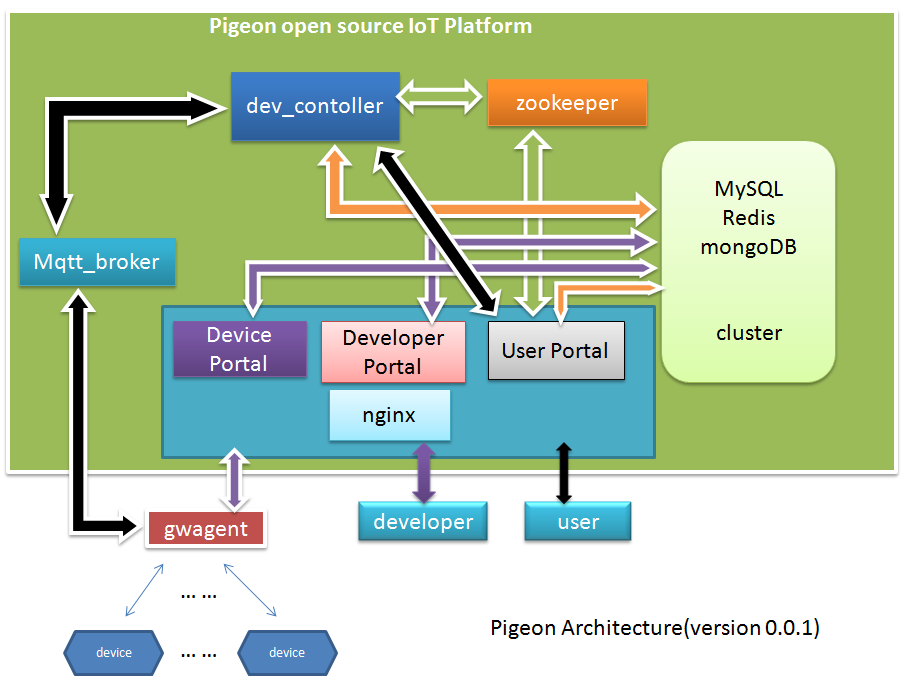 Pigeon open source IoT Platform
dev_contoller
zookeeper
MySQL
Redis
mongoDB
cluster
Mqtt_broker
Device
Portal
Developer
Portal
User Portal
nginx
gwagent
developer
user
... ...
device
... ...
device
Pigeon Architecture(version 0.0.1)